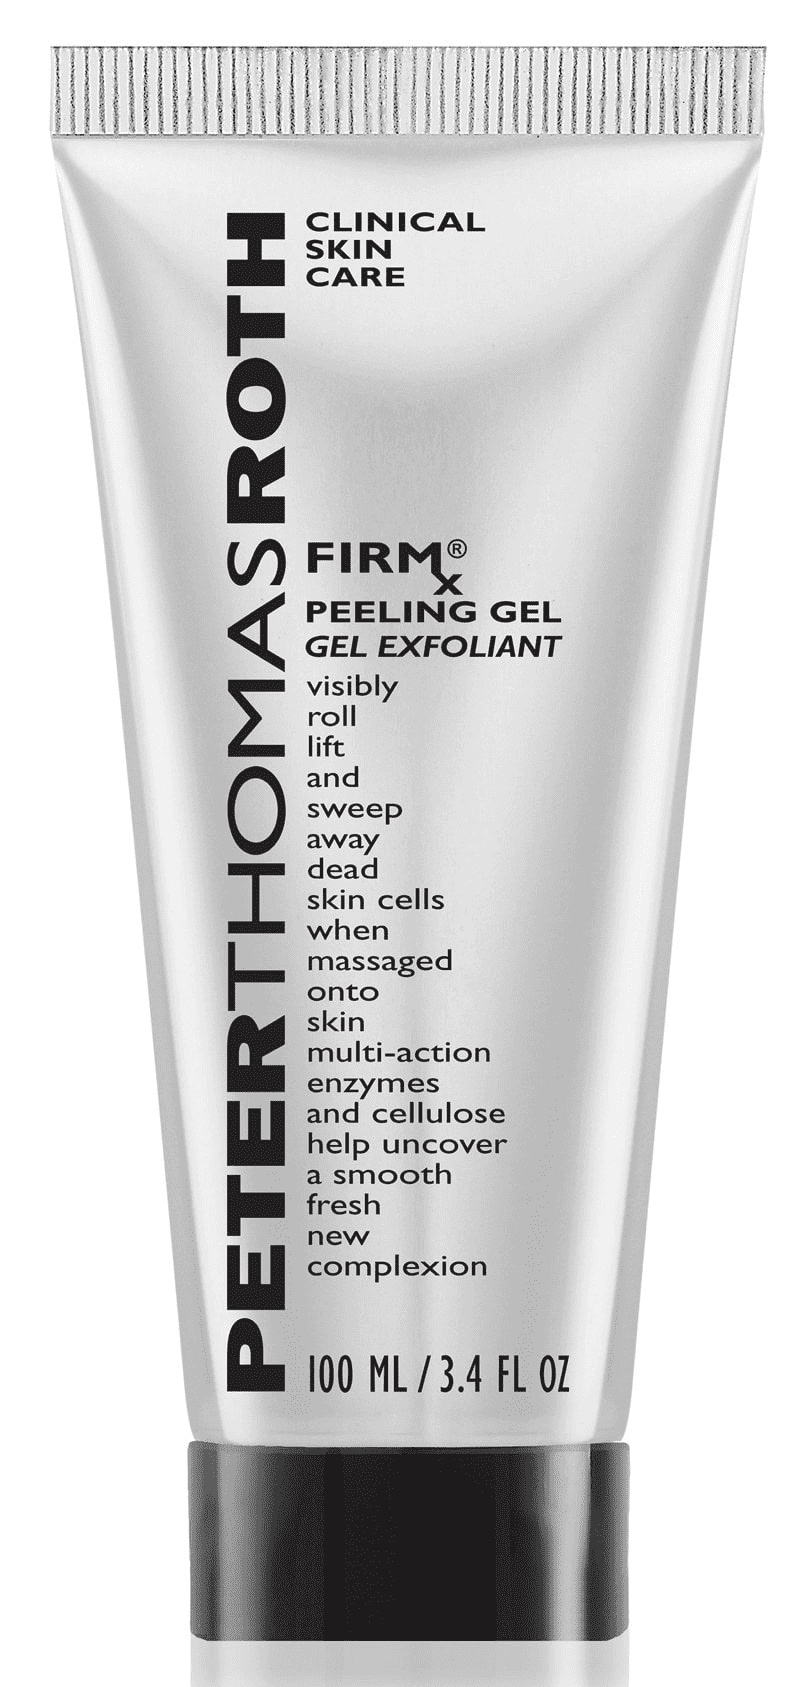 PETERTHOMASROTH
CLINICAL
SKIN
CARE
FIRMx®
PEELING GEL
GEL EXFOLIANT
visibly
roll
lift
and
sweep
away
dead
skin cells
when
massaged
onto
skin
multi-action
enzymes
and cellulose
help uncover
a smooth
fresh
new
complexion
100 ML / 3.4 FL OZ